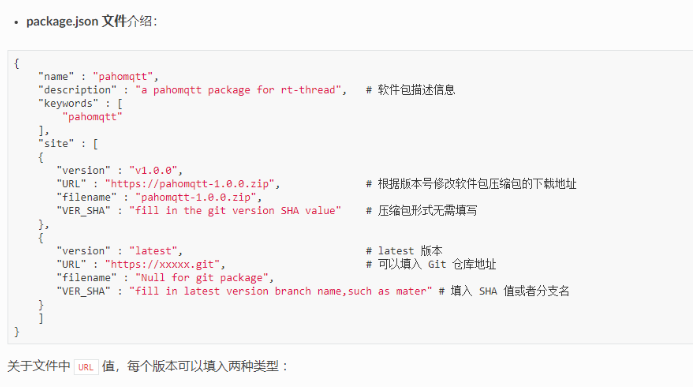 • package.json 文件介绍：
{
    "name" : "pahomqtt",
    "description" : "a pahomqtt package for rt-thread",   # 软件包描述信息
    "keywords" : [
        "pahomqtt"
    ],
    "site" : [
    {
       "version" : "v1.0.0",
       "URL" : "https://pahomqtt-1.0.0.zip",              # 根据版本号修改软件包压缩包的下载地址
       "filename" : "pahomqtt-1.0.0.zip",
       "VER_SHA" : "fill in the git version SHA value"    # 压缩包形式无需填写
    },
    {
       "version" : "latest",                              # latest 版本
       "URL" : "https://xxxxx.git",                       # 可以填入 Git 仓库地址
       "filename" : "Null for git package",
       "VER_SHA" : "fill in latest version branch name,such as mater" # 填入 SHA 值或者分支名
    }
    ]
}
关于文件中 URL 值，每个版本可以填入两种类型：